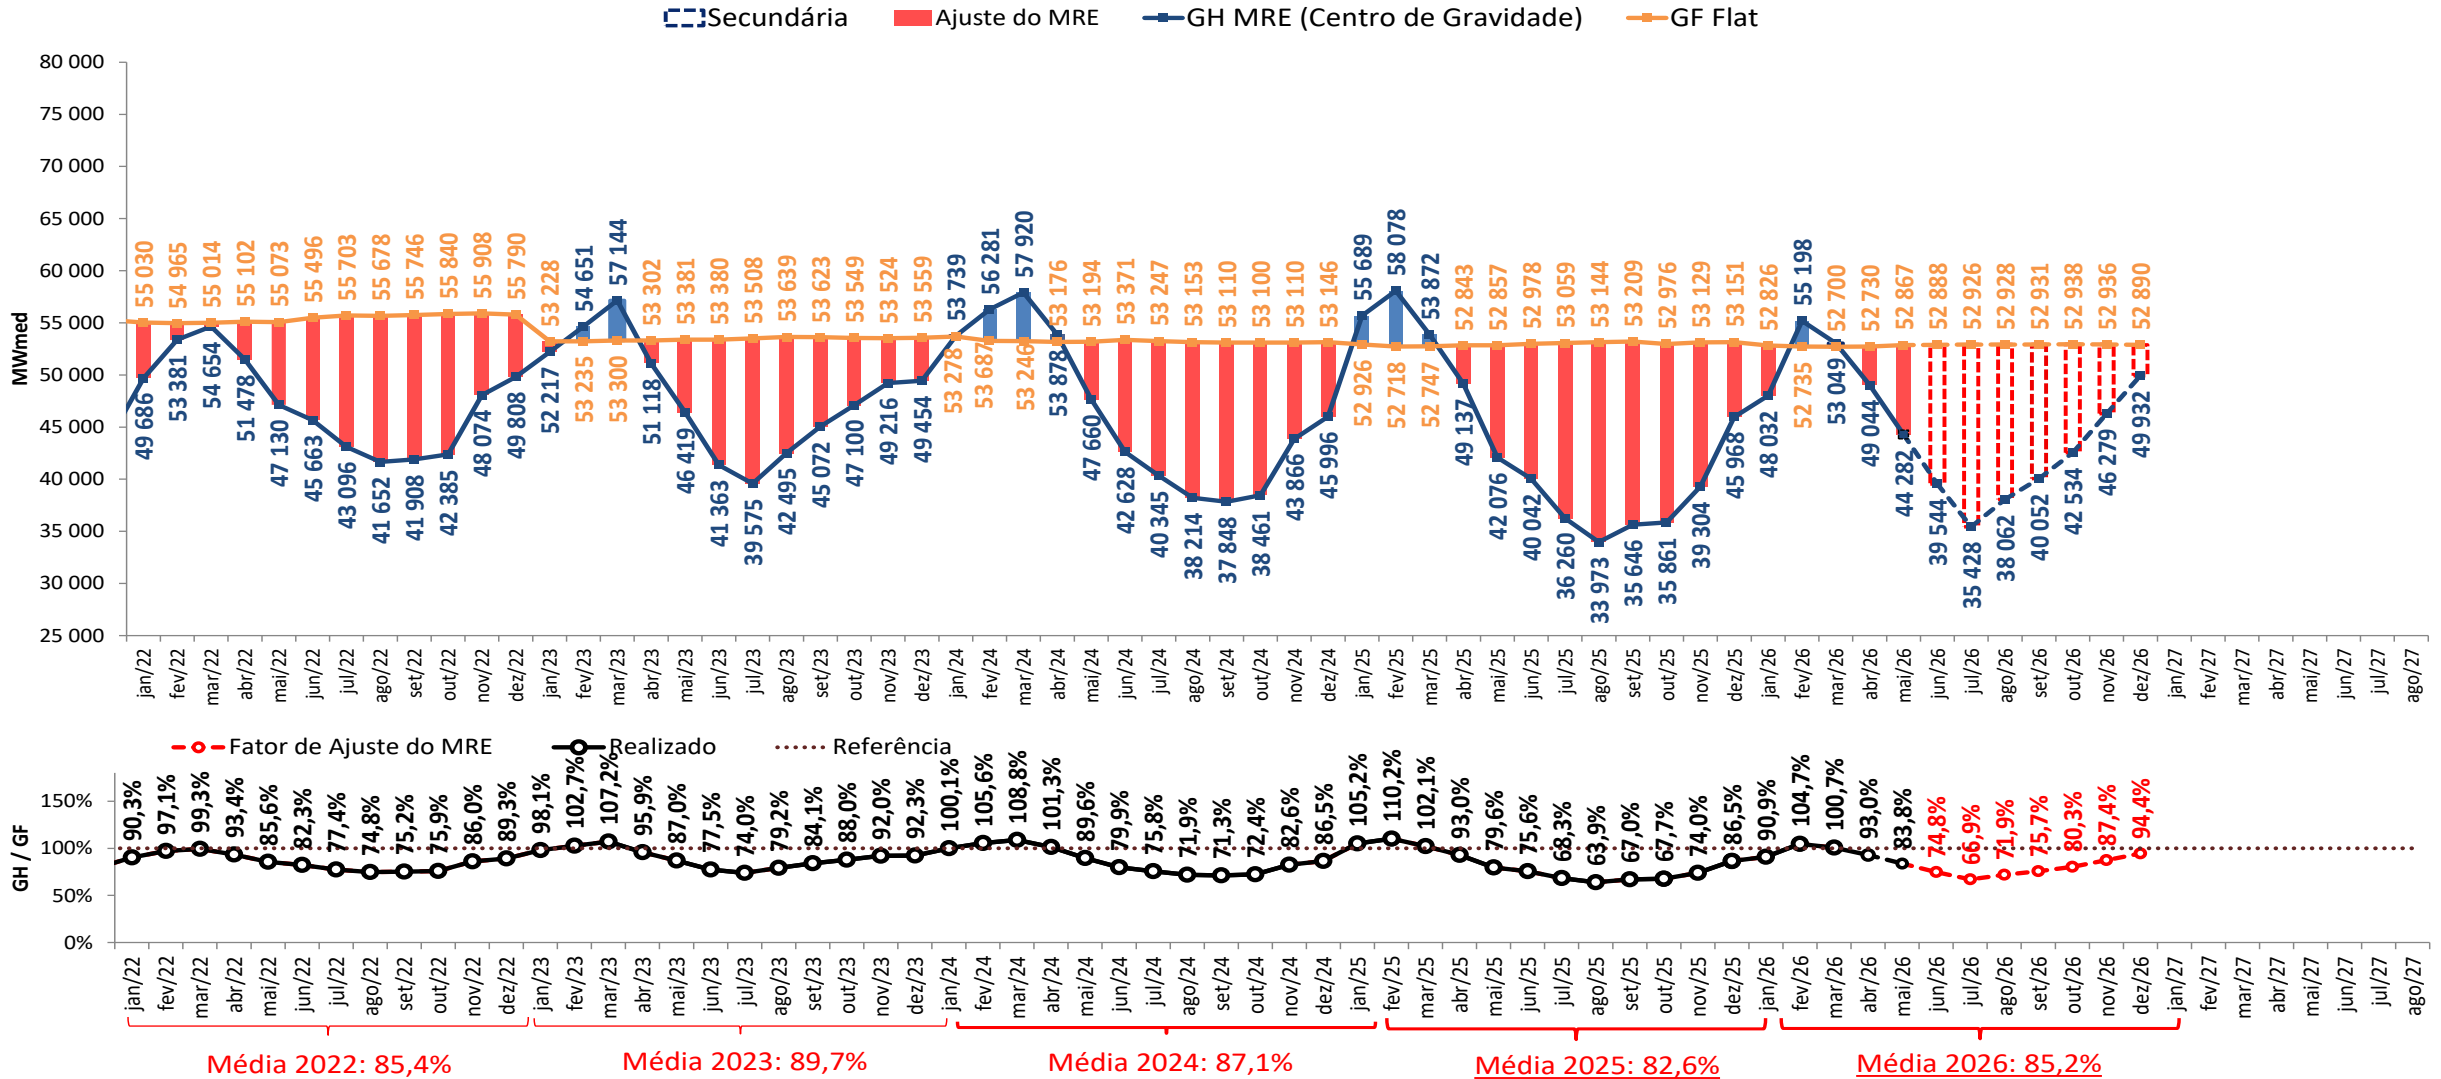 Secundária Ajuste do MRE GH MRE (Centro de Gravidade) GF Flat
80 000
75 000
70 000
65 000
60 000
55 000
50 000
45 000
40 000
35 000
30 000
25 000
MWmed
55 030 54 965 55 014 55 102 55 073 55 496 55 703 55 678 55 746 55 840 55 908 55 790 53 228 53 235 53 300 53 302 53 381 53 380 53 508 53 639 53 623 53 549 53 524 53 559 53 278 53 687 53 246 53 176 53 194 53 371 53 247 53 153 53 110 53 100 53 110 53 146 52 926 52 718 52 747 52 843 52 857 52 978 53 059 53 144 53 209 52 976 53 129 53 151 52 826 52 735 52 700 52 730 52 867 52 888 52 926 52 928 52 931 52 938 52 936 52 890
49 686 53 381 54 654 51 478 47 130 45 663 43 096 41 652 41 908 42 385 48 074 49 808 52 217 54 651 57 144 51 118 46 419 41 363 39 575 42 495 45 072 47 100 49 216 49 454 53 739 56 281 57 920 53 878 47 660 42 628 40 345 38 214 37 848 38 461 43 866 45 996 55 689 58 078 53 872 49 137 42 076 40 042 36 260 33 973 35 646 35 861 39 304 45 968 48 032 55 198 53 049 49 044 44 282 39 544 35 428 38 062 40 052 42 534 46 279 49 932
jan/22 fev/22 mar/22 abr/22 mai/22 jun/22 jul/22 ago/22 set/22 out/22 nov/22 dez/22 jan/23 fev/23 mar/23 abr/23 mai/23 jun/23 jul/23 ago/23 set/23 out/23 nov/23 dez/23 jan/24 fev/24 mar/24 abr/24 mai/24 jun/24 jul/24 ago/24 set/24 out/24 nov/24 dez/24 jan/25 fev/25 mar/25 abr/25 mai/25 jun/25 jul/25 ago/25 set/25 out/25 nov/25 dez/25 jan/26 fev/26 mar/26 abr/26 mai/26 jun/26 jul/26 ago/26 set/26 out/26 nov/26 dez/26 jan/27 fev/27 mar/27 abr/27 mai/27 jun/27 jul/27 ago/27
Fator de Ajuste do MRE Realizado Referência
150%
100%
50%
0%
GH / GF
90,3% 97,1% 99,3% 93,4% 85,6% 82,3% 77,4% 74,8% 75,2% 75,9% 86,0% 89,3% 98,1% 102,7% 107,2% 95,9% 87,0% 77,5% 74,0% 79,2% 84,1% 88,0% 92,0% 92,3% 100,1% 105,6% 108,8% 101,3% 89,6% 79,9% 75,8% 71,9% 71,3% 72,4% 82,6% 86,5% 105,2% 110,2% 102,1% 93,0% 79,6% 75,6% 68,3% 63,9% 67,0% 67,7% 74,0% 86,5% 90,9% 104,7% 100,7% 93,0% 83,8% 74,8% 66,9% 71,9% 75,7% 80,3% 87,4% 94,4%
jan/22 fev/22 mar/22 abr/22 mai/22 jun/22 jul/22 ago/22 set/22 out/22 nov/22 dez/22 jan/23 fev/23 mar/23 abr/23 mai/23 jun/23 jul/23 ago/23 set/23 out/23 nov/23 dez/23 jan/24 fev/24 mar/24 abr/24 mai/24 jun/24 jul/24 ago/24 set/24 out/24 nov/24 dez/24 jan/25 fev/25 mar/25 abr/25 mai/25 jun/25 jul/25 ago/25 set/25 out/25 nov/25 dez/25 jan/26 fev/26 mar/26 abr/26 mai/26 jun/26 jul/26 ago/26 set/26 out/26 nov/26 dez/26 jan/27 fev/27 mar/27 abr/27 mai/27 jun/27 jul/27 ago/27
Média 2022: 85,4% Média 2023: 89,7% Média 2024: 87,1% Média 2025: 82,6% Média 2026: 85,2%